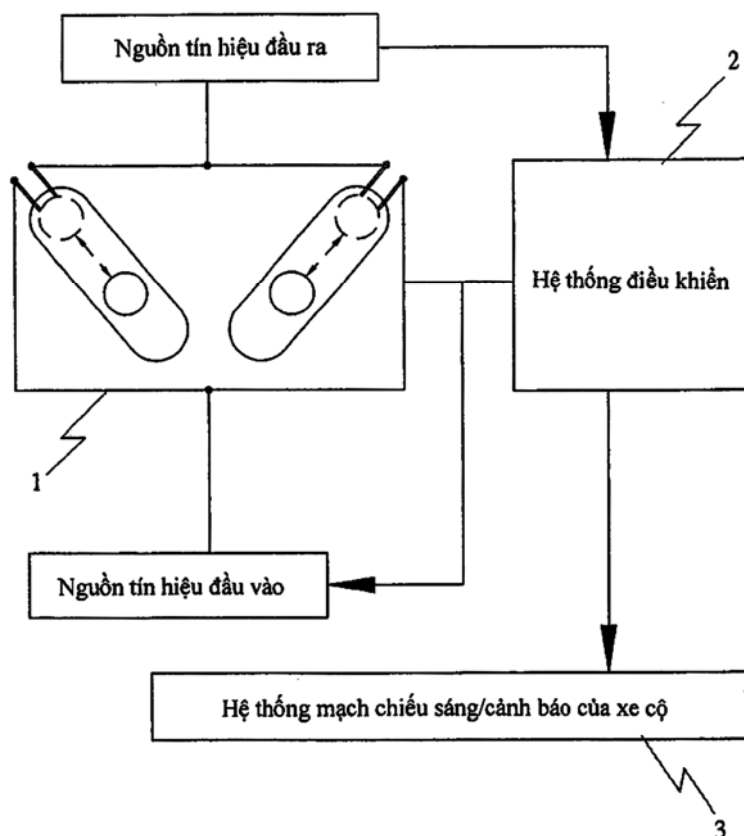 Nguồn tín hiệu đầu ra
2
Hệ thống điều khiển
1
Nguồn tín hiệu đầu vào
Hệ thống mạch chiếu sáng/cảnh báo của xe cộ
3